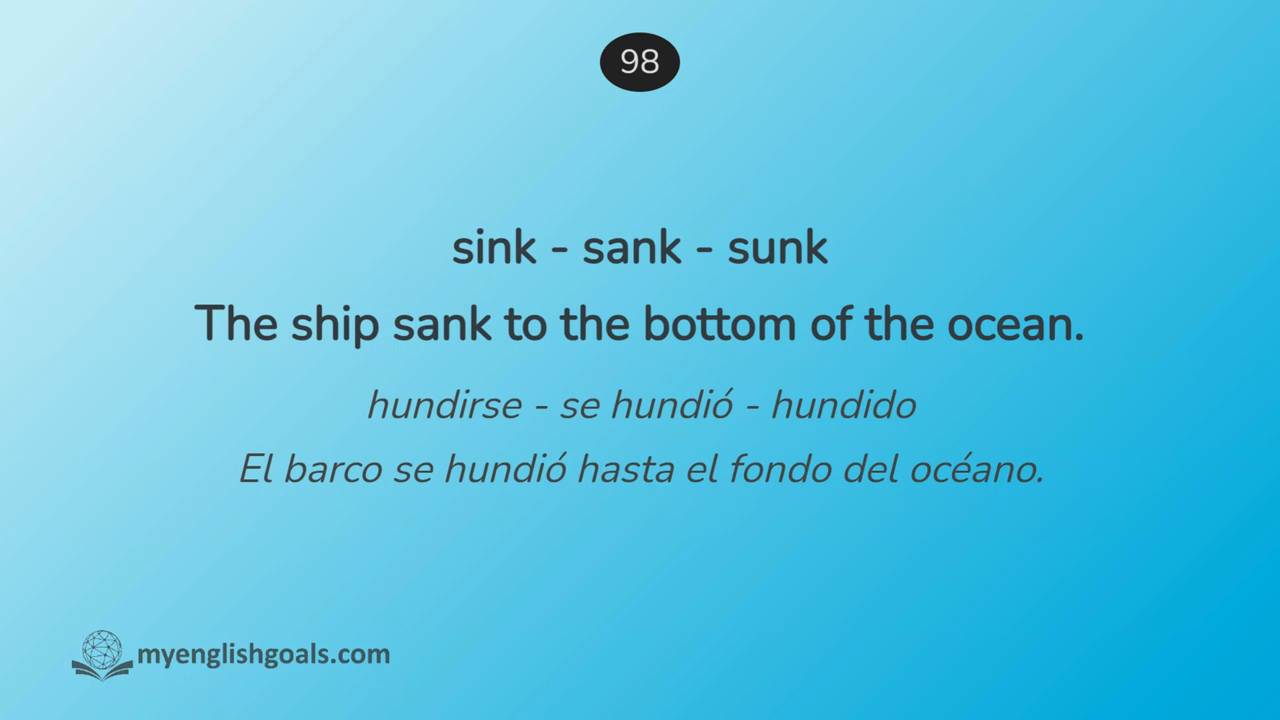 98
sink - sank - sunk
The ship sank to the bottom of the ocean.
hundirse - se hundió - hundido
El barco se hundió hasta el fondo del océano.
myenglishgoals.com